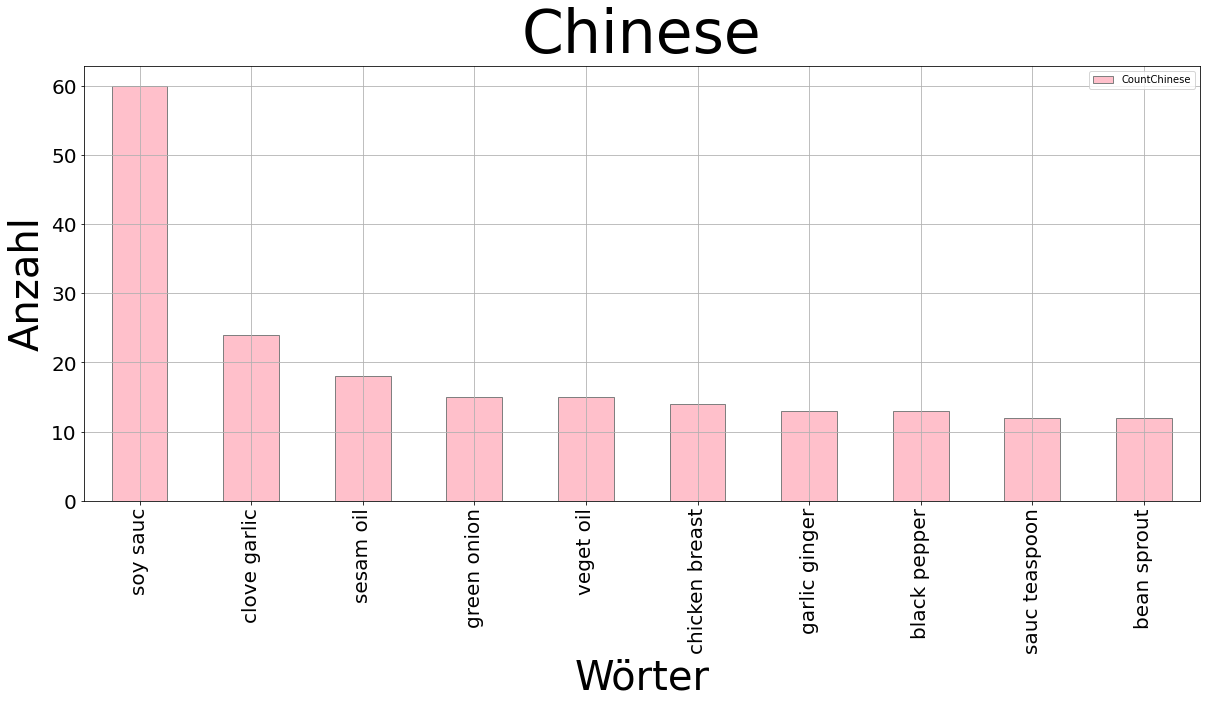 Chinese
CountChinese
Anzahl
60
50
40
30
20
10
0
soy sauc
clove garlic
sesam oil
green onion
veget oil
chicken breast
garlic ginger
black pepper
sauc teaspoon
bean sprout
Wörter